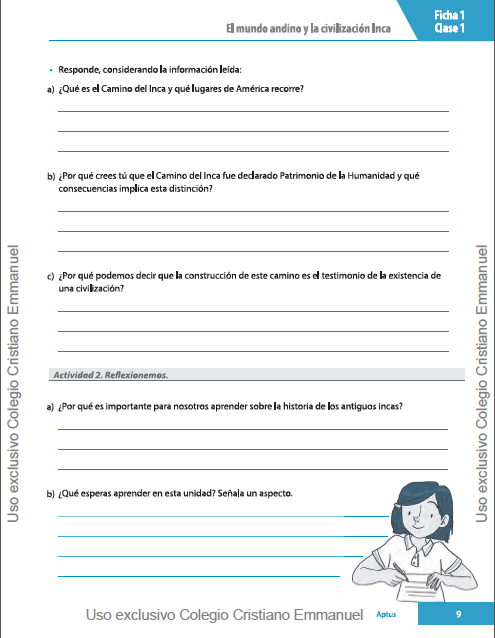 El mundo andino y la civilización Inca
Ficha 1
Clase 1
• Responde, considerando la información leída:
a) ¿Qué es el Camino del Inca y qué lugares de América recorre?
b) ¿Por qué crees tú que el Camino del Inca fue declarado Patrimonio de la Humanidad y qué
consecuencias implica esta distinción?
c) ¿Por qué podemos decir que la construcción de este camino es el testimonio de la existencia de
una civilización?
Actividad 2. Reflexionemos.
a) ¿Por qué es importante para nosotros aprender sobre la historia de los antiguos incas?
b) ¿Qué esperas aprender en esta unidad? Señala un aspecto.
Uso exclusivo Colegio Cristiano Emmanuel
Uso exclusivo Colegio Cristiano Emmanuel
Uso exclusivo Colegio Cristiano Emmanuel
Aptus
9